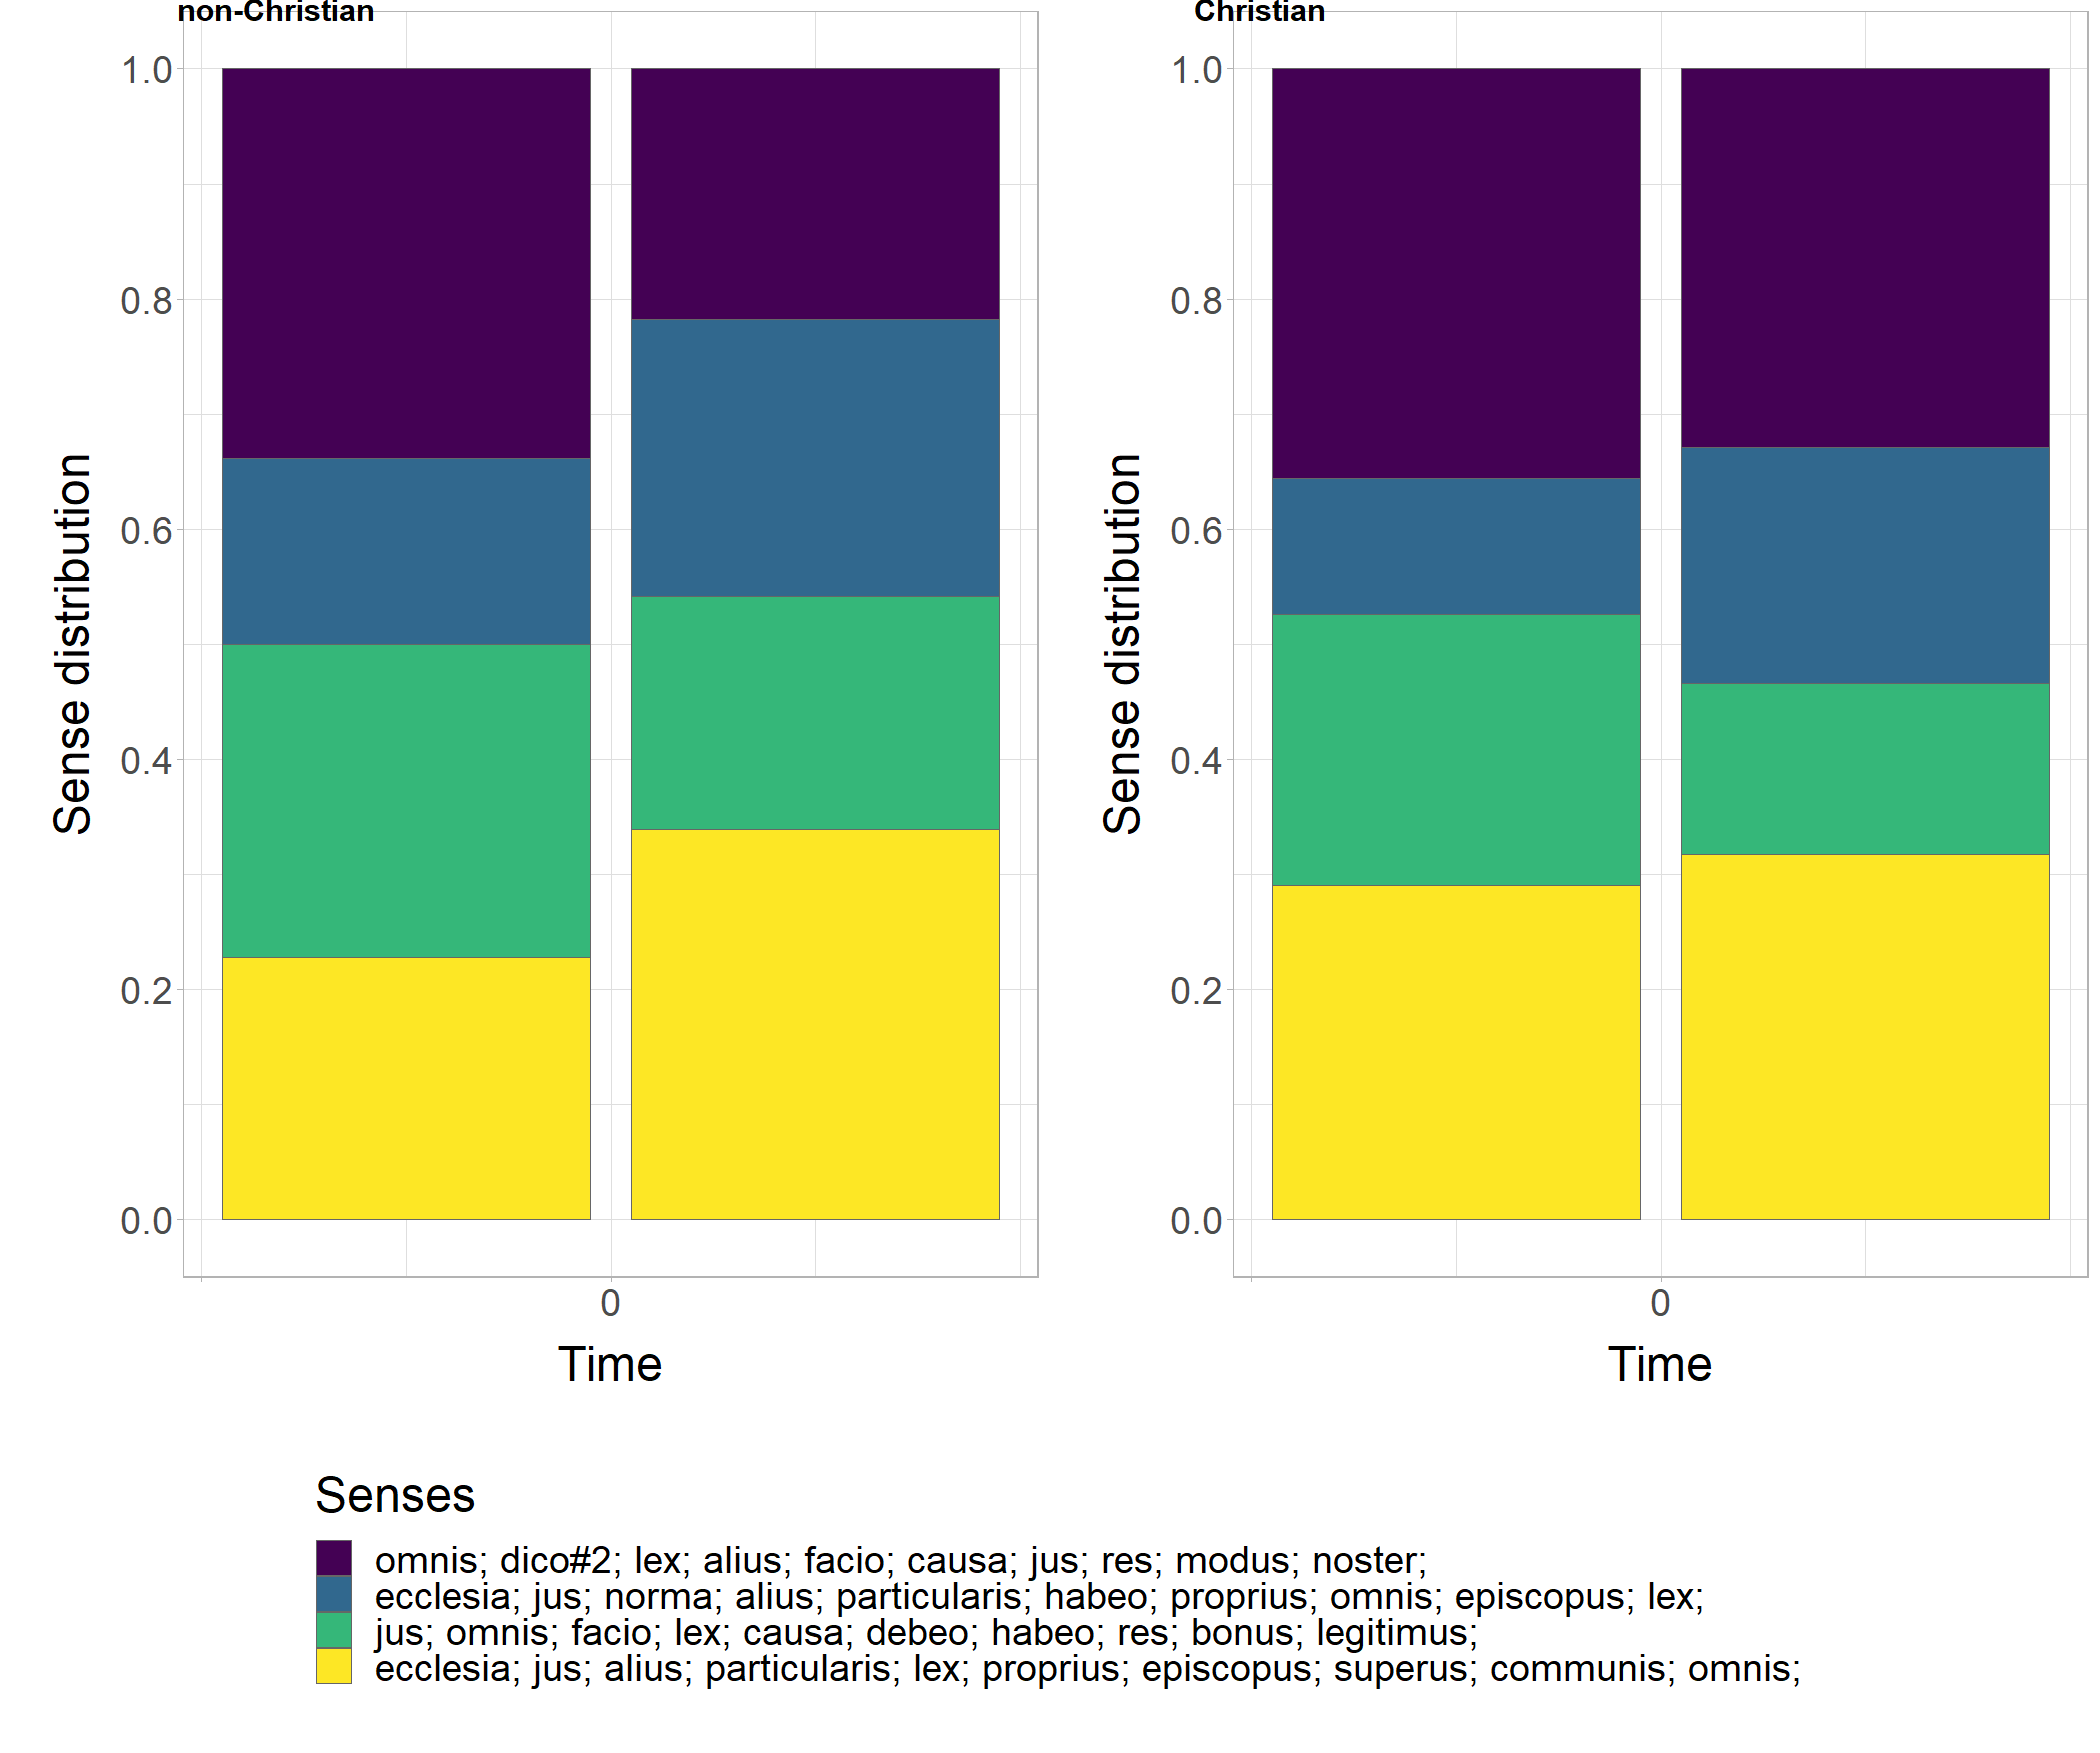 non-Christian
Christian
1.0
0.8
0.6
0.4
0.2
0.0
Sense distribution
0
Time
1.0
0.8
0.6
0.4
0.2
0.0
Sense distribution
0
Time
Senses
omnis; dico#2; lex; alius; facio; causa; jus; res; modus; noster;
ecclesia; jus; norma; alius; particularis; habeo; proprius; omnis; episcopus; lex;
jus; omnis; facio; lex; causa; debeo; habeo; res; bonus; legitimus;
ecclesia; jus; alius; particularis; lex; proprius; episcopus; superus; communis; omnis;